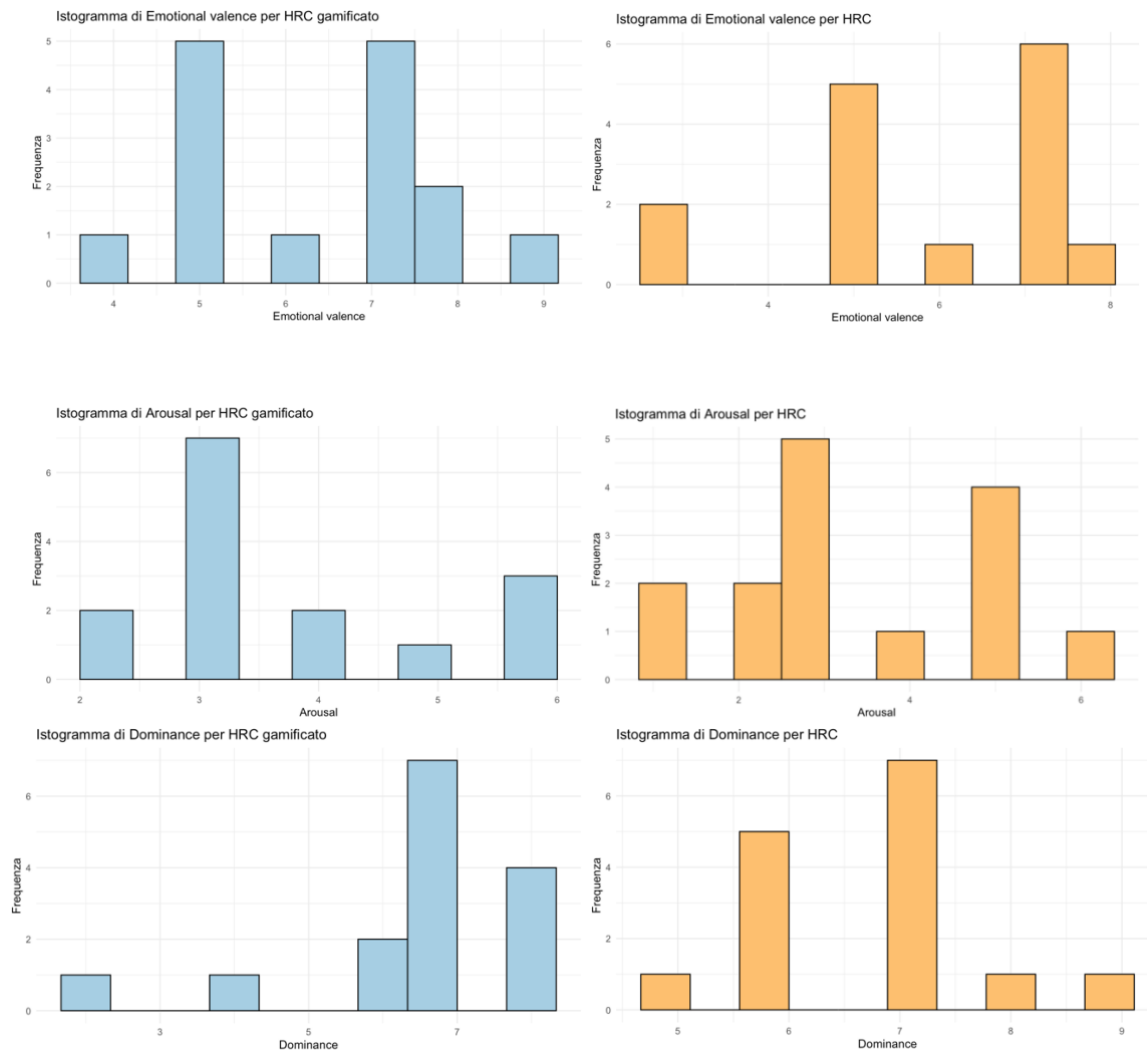 Istogramma di Emotional valence per HRC gamificato
5
4
3
2
1
0
Frequenza
4 5 6 7 8 9
Emotional valence
Istogramma di Emotional valence per HRC
6
4
2
0
Frequenza
4 6 8
Emotional valence
Istogramma di Arousal per HRC gamificato
6
4
2
0
Frequenza
2 3 4 5 6
Arousal
Istogramma di Arousal per HRC
5
4
3
2
1
0
Frequenza
2 4 6
Arousal
Istogramma di Dominance per HRC gamificato
6
4
2
0
Frequenza
3 5 7
Dominance
Istogramma di Dominance per HRC
6
4
2
0
Frequenza
5 6 7 8 9
Dominance